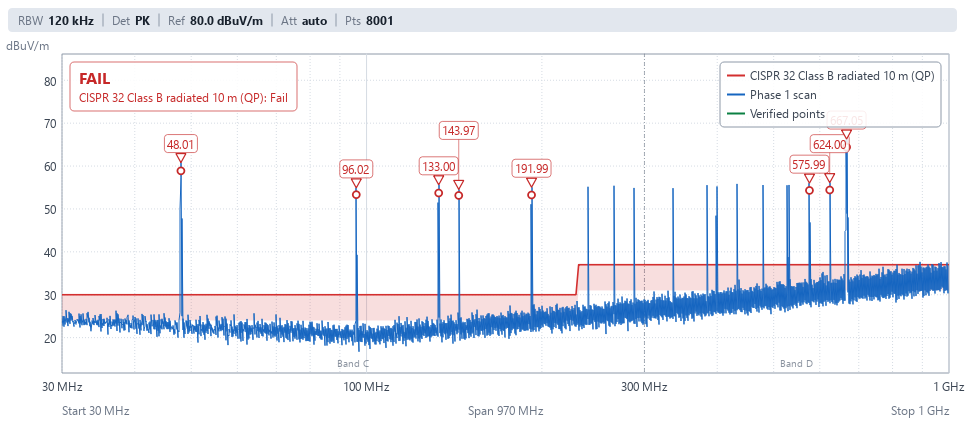 RBW 120 kHz | Det PK | Ref 80.0 dBuV/m | Att auto | Pts 8001
dBuV/m
FAIL
CISPR 32 Class B radiated 10 m (QP): Fail
CISPR 32 Class B radiated 10 m (QP)
Phase 1 scan
Verified points
80
70
60
50
40
30
20
48.01
96.02
133.00
143.97
191.99
575.99
624.00
667.05
Band C
Band D
30 MHz
100 MHz
300 MHz
1 GHz
Start 30 MHz
Span 970 MHz
Stop 1 GHz